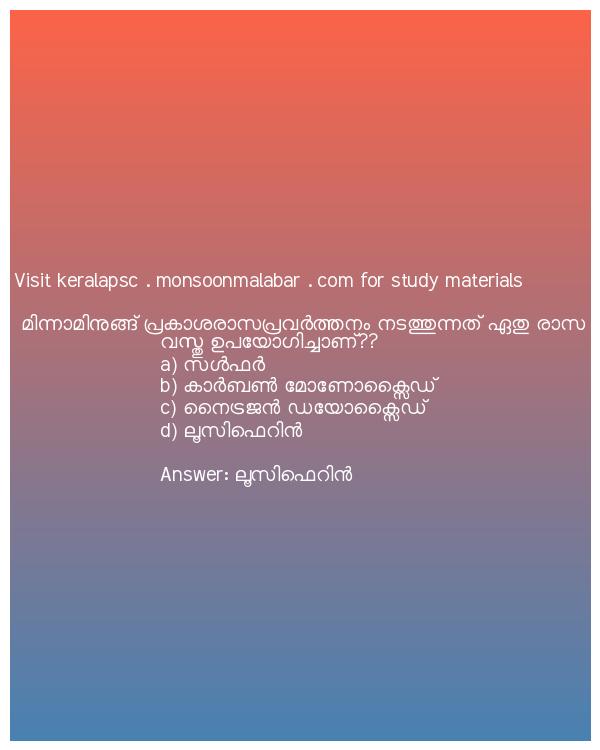 Visit keralapsc . monsoonmalabar . com for study materials
മിന്നാമിനുങ്ങ് പ്രകാശരാസപ്രവർത്തനം നടത്തുന്നത് ഏതു രാസ
വസ്തു ഉപയോഗിച്ചാണ്??
a) സൾഫർ
b) കാർബൺ മോണോക്സൈഡ്
c) നൈട്രജൻ ഡയോക്സൈഡ്
d) ലൂസിഫെറിൻ
Answer: ലൂസിഫെറിൻ